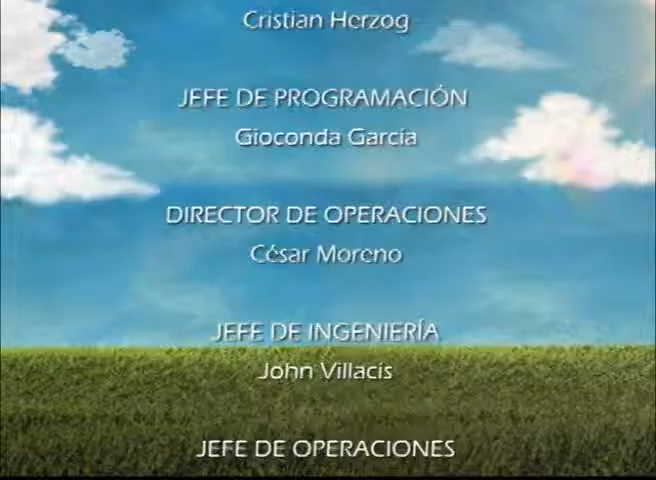 Cristian Herzog
JEFE DE PROGRAMACIÓN
Gioconda García
DIRECTOR DE OPERACIONES
César Moreno
JEFE DE INGENIERÍA
John Villacís
JEFE DE OPERACIONES